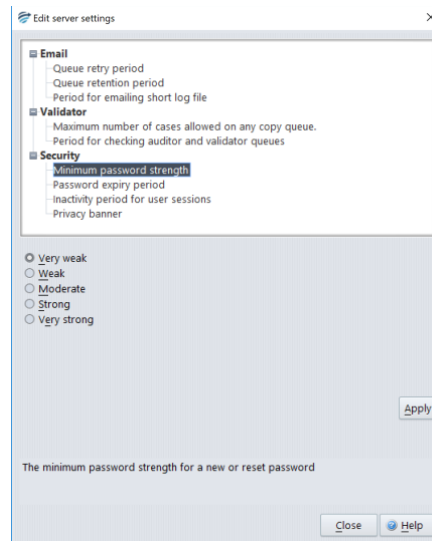 Edit server settings
Email
Queue retry period
Queue retention period
Period for emailing short log file
Validator
Maximum number of cases allowed on any copy queue.
Period for checking auditor and validator queues
Security
Minimum password strength
Password expiry period
Inactivity period for user sessions
Privacy banner
Very weak
Weak
Moderate
Strong
Very strong
Apply
The minimum password strength for a new or reset password
Close Help